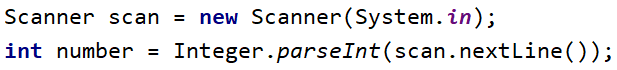 Scanner scan = new Scanner(System.in);
int number = Integer.parseInt(scan.nextLine());